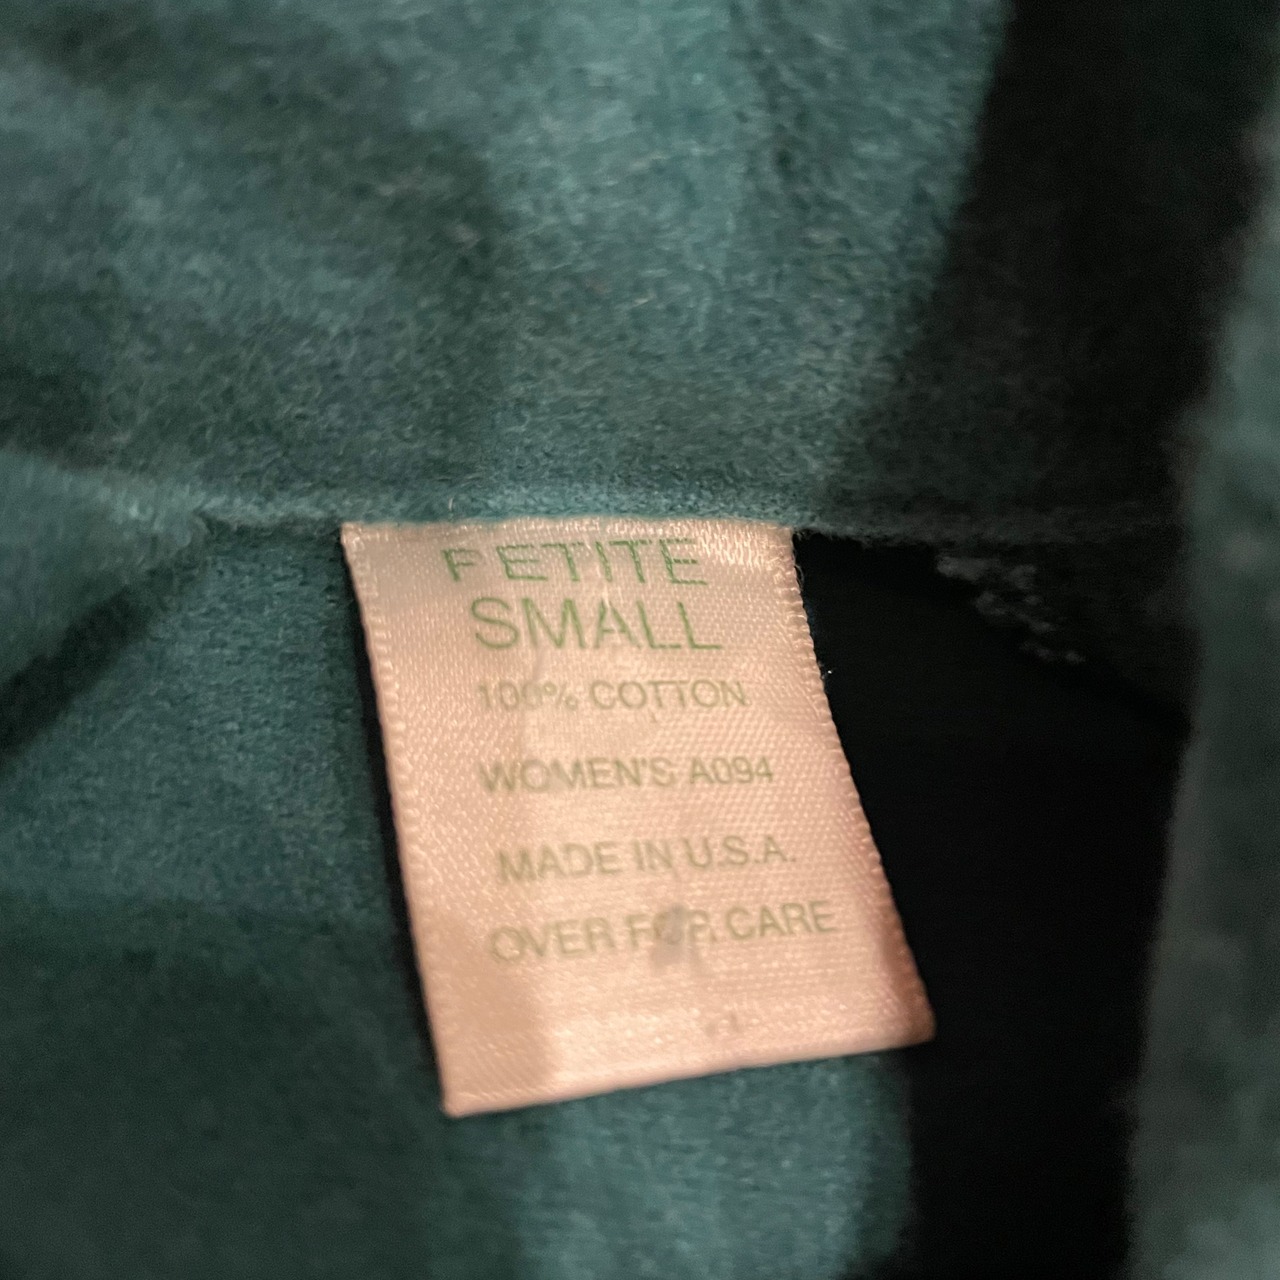 PETITE
SMALL
100% COTTON
WOMEN'S A094
MADE IN U.S.A.
OVER FOR CARE